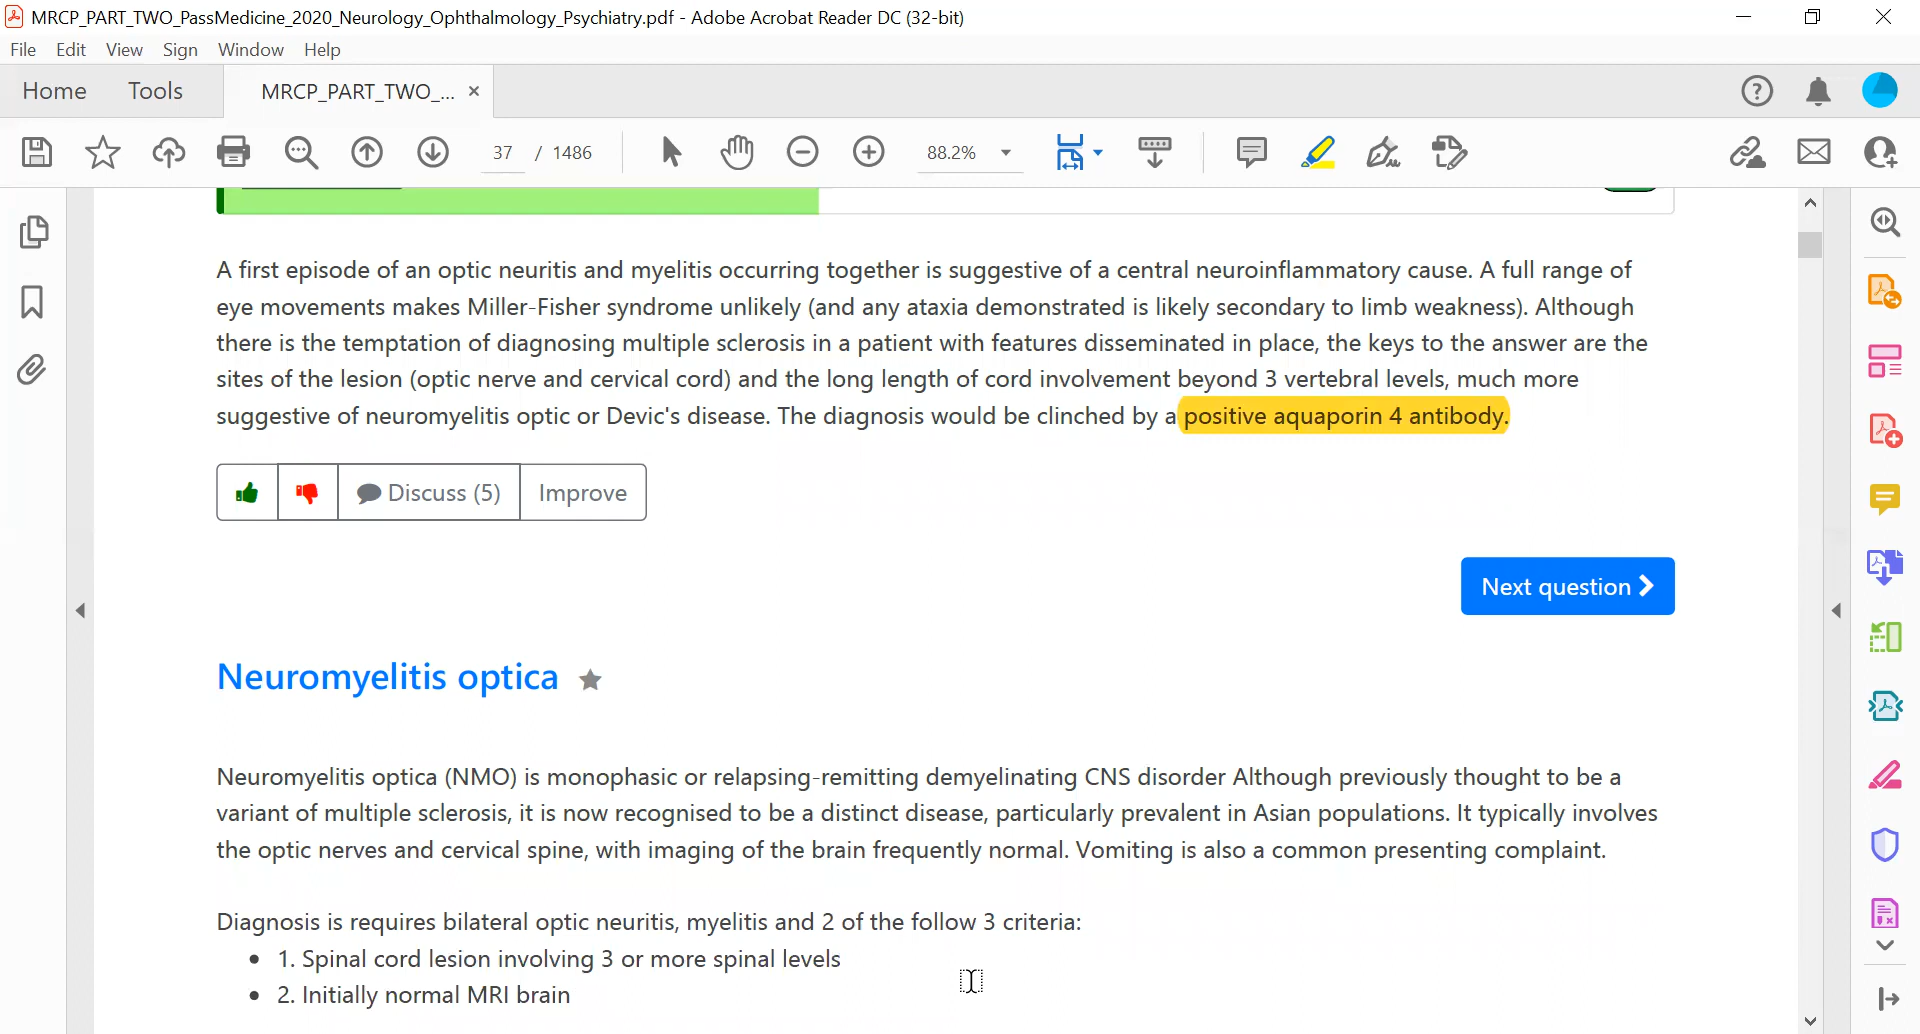 MRCP_PART_TWO_PassMedicine_2020_Neurology_Ophthalmology_Psychiatry.pdf - Adobe Acrobat Reader DC (32-bit)
File Edit View Sign Window Help
Home Tools MRCP_PART_TWO_... ×
37 / 1486 88.2%
A first episode of an optic neuritis and myelitis occurring together is suggestive of a central neuroinflammatory cause. A full range of
eye movements makes Miller-Fisher syndrome unlikely (and any ataxia demonstrated is likely secondary to limb weakness). Although
there is the temptation of diagnosing multiple sclerosis in a patient with features disseminated in place, the keys to the answer are the
sites of the lesion (optic nerve and cervical cord) and the long length of cord involvement beyond 3 vertebral levels, much more
suggestive of neuromyelitis optic or Devic's disease. The diagnosis would be clinched by a positive aquaporin 4 antibody.
Discuss (5) Improve
Next question
Neuromyelitis optica
Neuromyelitis optica (NMO) is monophasic or relapsing-remitting demyelinating CNS disorder Although previously thought to be a
variant of multiple sclerosis, it is now recognised to be a distinct disease, particularly prevalent in Asian populations. It typically involves
the optic nerves and cervical spine, with imaging of the brain frequently normal. Vomiting is also a common presenting complaint.
Diagnosis is requires bilateral optic neuritis, myelitis and 2 of the follow 3 criteria:
• 1. Spinal cord lesion involving 3 or more spinal levels
• 2. Initially normal MRI brain